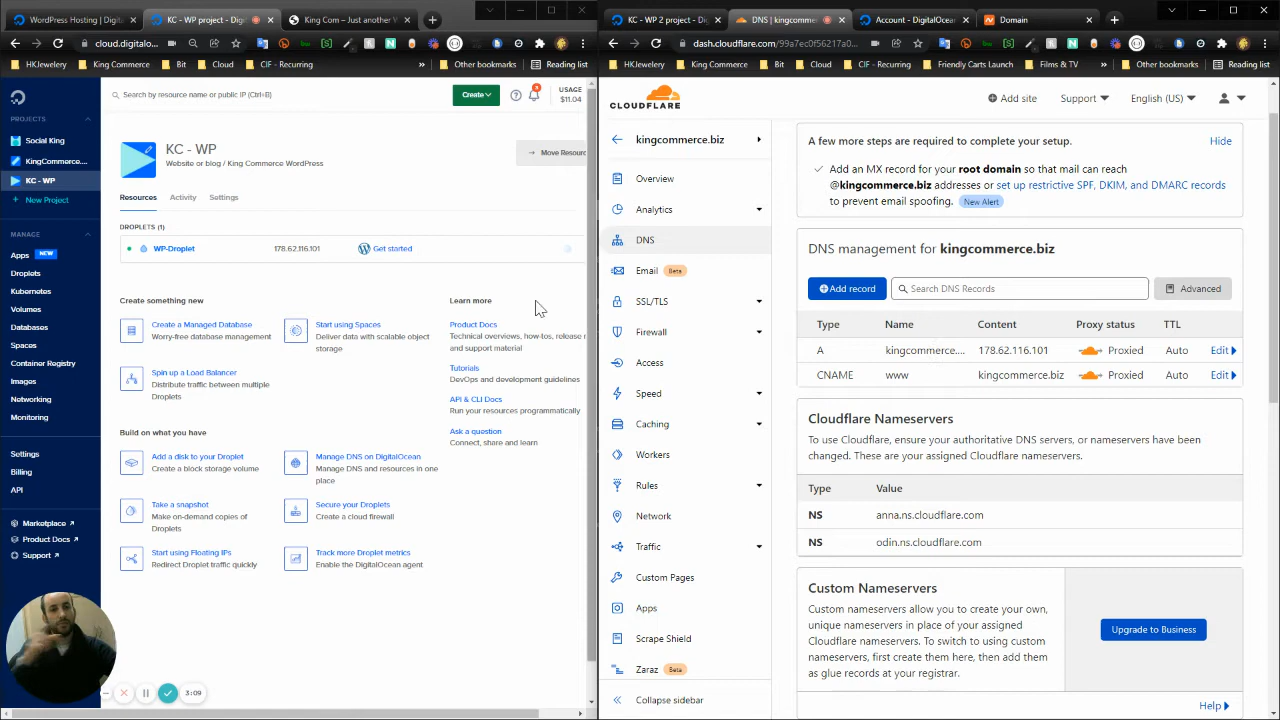 WordPress Hosting | Digita
KC - WP project - Digit
King Com – Just another W
cloud.digitalo
HKJewelery
King Commerce
Bit
Cloud
CIF - Recurring
»
Other bookmarks
Reading list
PROJECTS
Social King
KingCommerce....
KC - WP
+ New Project
MANAGE
Apps NEW
Droplets
Kubernetes
Volumes
Databases
Spaces
Container Registry
Images
Networking
Monitoring
Settings
Billing
API
Marketplace ↗
Product Docs ↗
Support ↗
Search by resource name or public IP (Ctrl+B)
Create
?
USAGE
$11.04
KC - WP
Website or blog / King Commerce WordPress
→ Move Resourc
Resources
Activity
Settings
DROPLETS (1)
WP-Droplet
178.62.116.101
Get started
Create something new
Create a Managed Database
Worry-free database management
Start using Spaces
Deliver data with scalable object
storage
Spin up a Load Balancer
Distribute traffic between multiple
Droplets
Learn more
Product Docs
Technical overviews, how-tos, release n
and support material
Tutorials
DevOps and development guidelines
API & CLI Docs
Run your resources programmatically
Ask a question
Connect, share and learn
Build on what you have
Add a disk to your Droplet
Create a block storage volume
Manage DNS on DigitalOcean
Manage DNS and resources in one
place
Take a snapshot
Make on-demand copies of
Droplets
Secure your Droplets
Create a cloud firewall
Start using Floating IPs
Redirect Droplet traffic quickly
Track more Droplet metrics
Enable the DigitalOcean agent
3:09
KC - WP 2 project - Dig
DNS | kingcommer
Account - DigitalOcean
Domain
dash.cloudflare.com/99a7ec0f56217a0...
HKJewelery
King Commerce
Bit
Cloud
CIF - Recurring
Friendly Carts Launch
Films & TV
»
Other bookmarks
Reading list
CLOUDFLARE
Add site
Support
English (US)
kingcommerce.biz
Overview
Analytics
DNS
Email Beta
SSL/TLS
Firewall
Access
Speed
Caching
Workers
Rules
Network
Traffic
Custom Pages
Apps
Scrape Shield
Zaraz Beta
Collapse sidebar
A few more steps are required to complete your setup.
Hide
Add an MX record for your root domain so that mail can reach
@kingcommerce.biz addresses or set up restrictive SPF, DKIM, and DMARC records
to prevent email spoofing. New Alert
DNS management for kingcommerce.biz
Add record
Search DNS Records
Advanced
Type Name Content Proxy status TTL
A kingcommerce.... 178.62.116.101 Proxied Auto Edit
CNAME www kingcommerce.biz Proxied Auto Edit
Cloudflare Nameservers
To use Cloudflare, ensure your authoritative DNS servers, or nameservers have been
changed. These are your assigned Cloudflare nameservers.
Type Value
NS nina.ns.cloudflare.com
NS odin.ns.cloudflare.com
Custom Nameservers
Custom nameservers allow you to create your own,
unique nameservers in place of your assigned
Cloudflare nameservers. To switch to using custom
nameservers, first create them here, then add them
as glue records at your registrar.
Upgrade to Business
Help